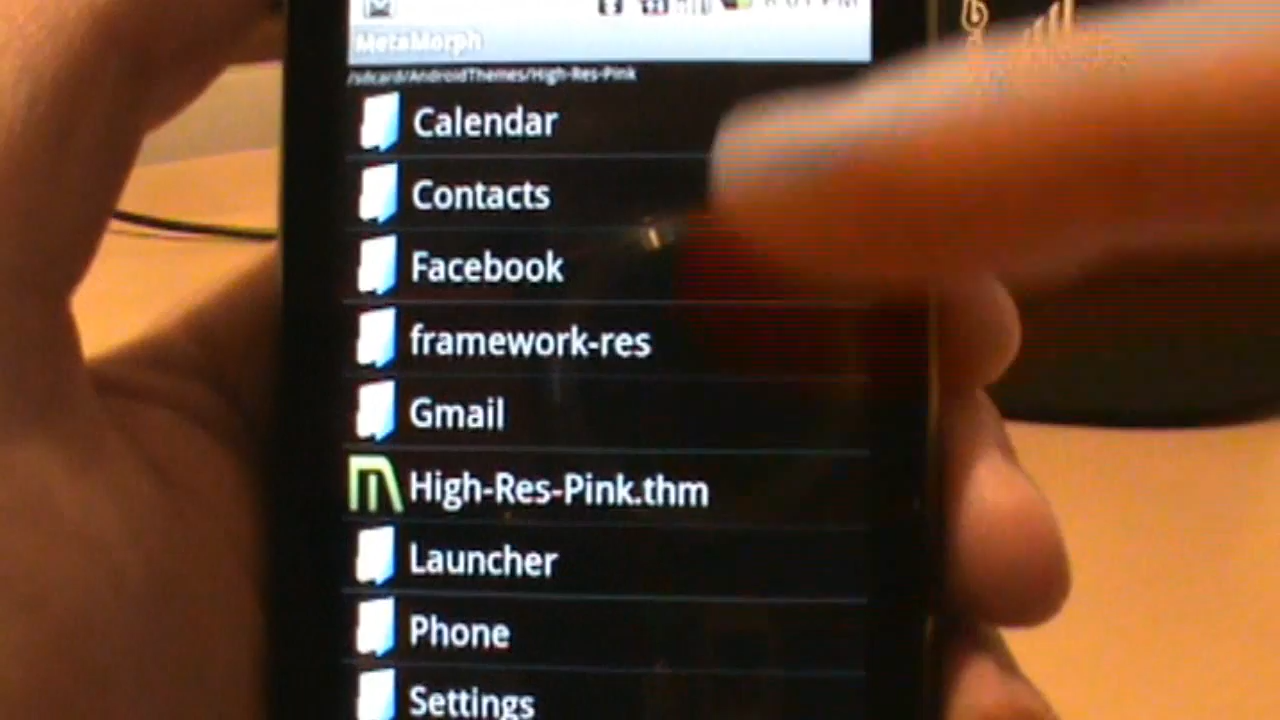 MetaMorph
/sdcard/AndroidThemes/High-Res-Pink
Calendar
Contacts
Facebook
framework-res
Gmail
High-Res-Pink.thm
Launcher
Phone
Settings